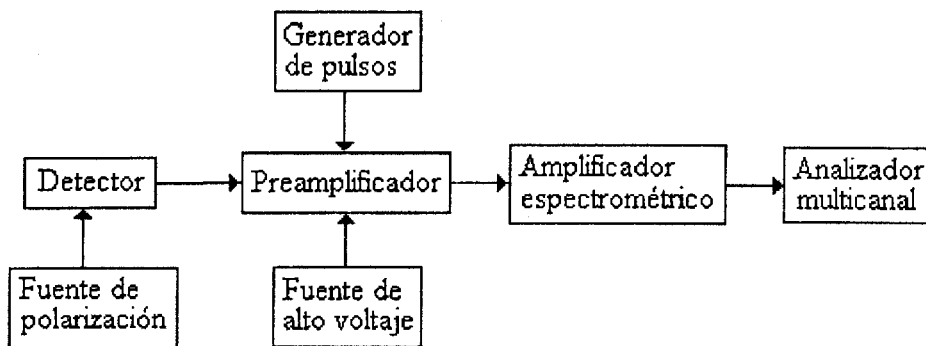 Generador
de pulsos
Detector
Preamplificador
Amplificador
espectrométrico
Analizador
multicanal
Fuente de
polarización
Fuente de
alto voltaje